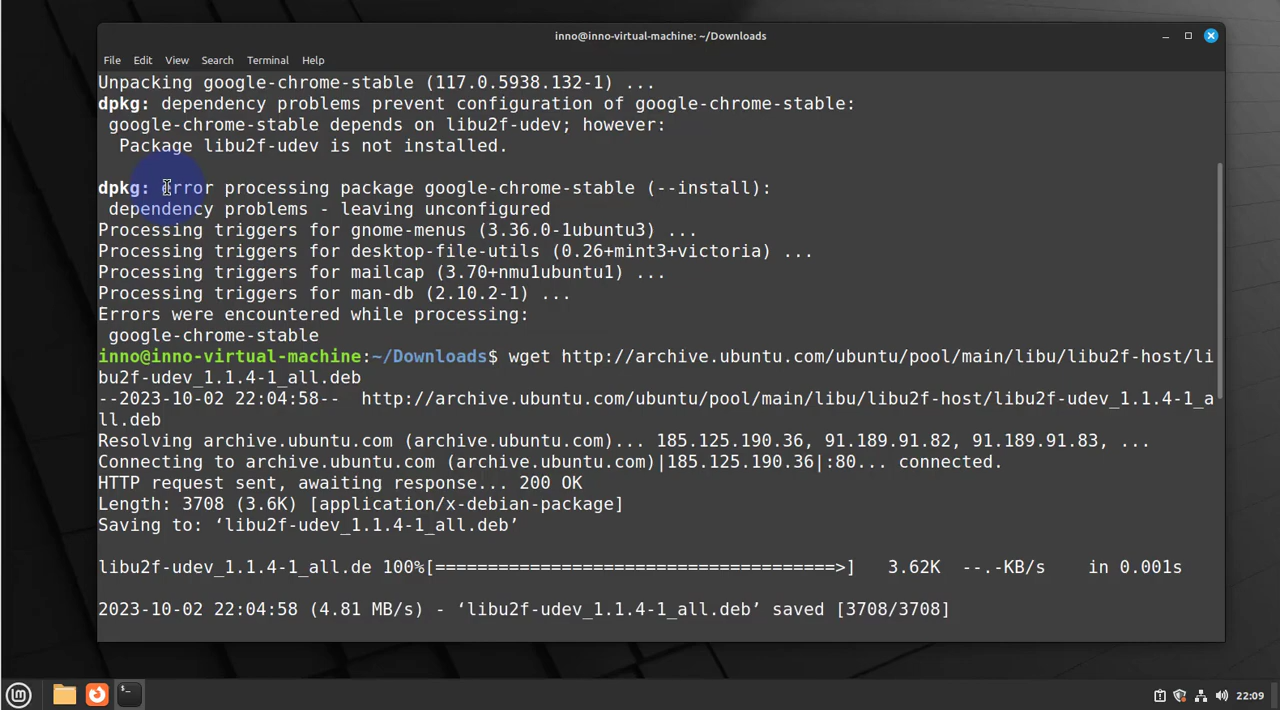 inno@inno-virtual-machine: ~/Downloads
File Edit View Search Terminal Help
Unpacking google-chrome-stable (117.0.5938.132-1) ...
dpkg: dependency problems prevent configuration of google-chrome-stable:
google-chrome-stable depends on libu2f-udev; however:
Package libu2f-udev is not installed.
dpkg: error processing package google-chrome-stable (--install):
dependency problems - leaving unconfigured
Processing triggers for gnome-menus (3.36.0-1ubuntu3) ...
Processing triggers for desktop-file-utils (0.26+mint3+victoria) ...
Processing triggers for mailcap (3.70+nmu1ubuntu1) ...
Processing triggers for man-db (2.10.2-1) ...
Errors were encountered while processing:
google-chrome-stable
inno@inno-virtual-machine:~/Downloads$ wget http://archive.ubuntu.com/ubuntu/pool/main/libu/libu2f-host/li
bu2f-udev_1.1.4-1_all.deb
--2023-10-02 22:04:58--  http://archive.ubuntu.com/ubuntu/pool/main/libu/libu2f-host/libu2f-udev_1.1.4-1_a
ll.deb
Resolving archive.ubuntu.com (archive.ubuntu.com)... 185.125.190.36, 91.189.91.82, 91.189.91.83, ...
Connecting to archive.ubuntu.com (archive.ubuntu.com)|185.125.190.36|:80... connected.
HTTP request sent, awaiting response... 200 OK
Length: 3708 (3.6K) [application/x-debian-package]
Saving to: ‘libu2f-udev_1.1.4-1_all.deb’
libu2f-udev_1.1.4-1_all.de 100%[======================================>]   3.62K  --.-KB/s    in 0.001s
2023-10-02 22:04:58 (4.81 MB/s) - ‘libu2f-udev_1.1.4-1_all.deb’ saved [3708/3708]
22:09